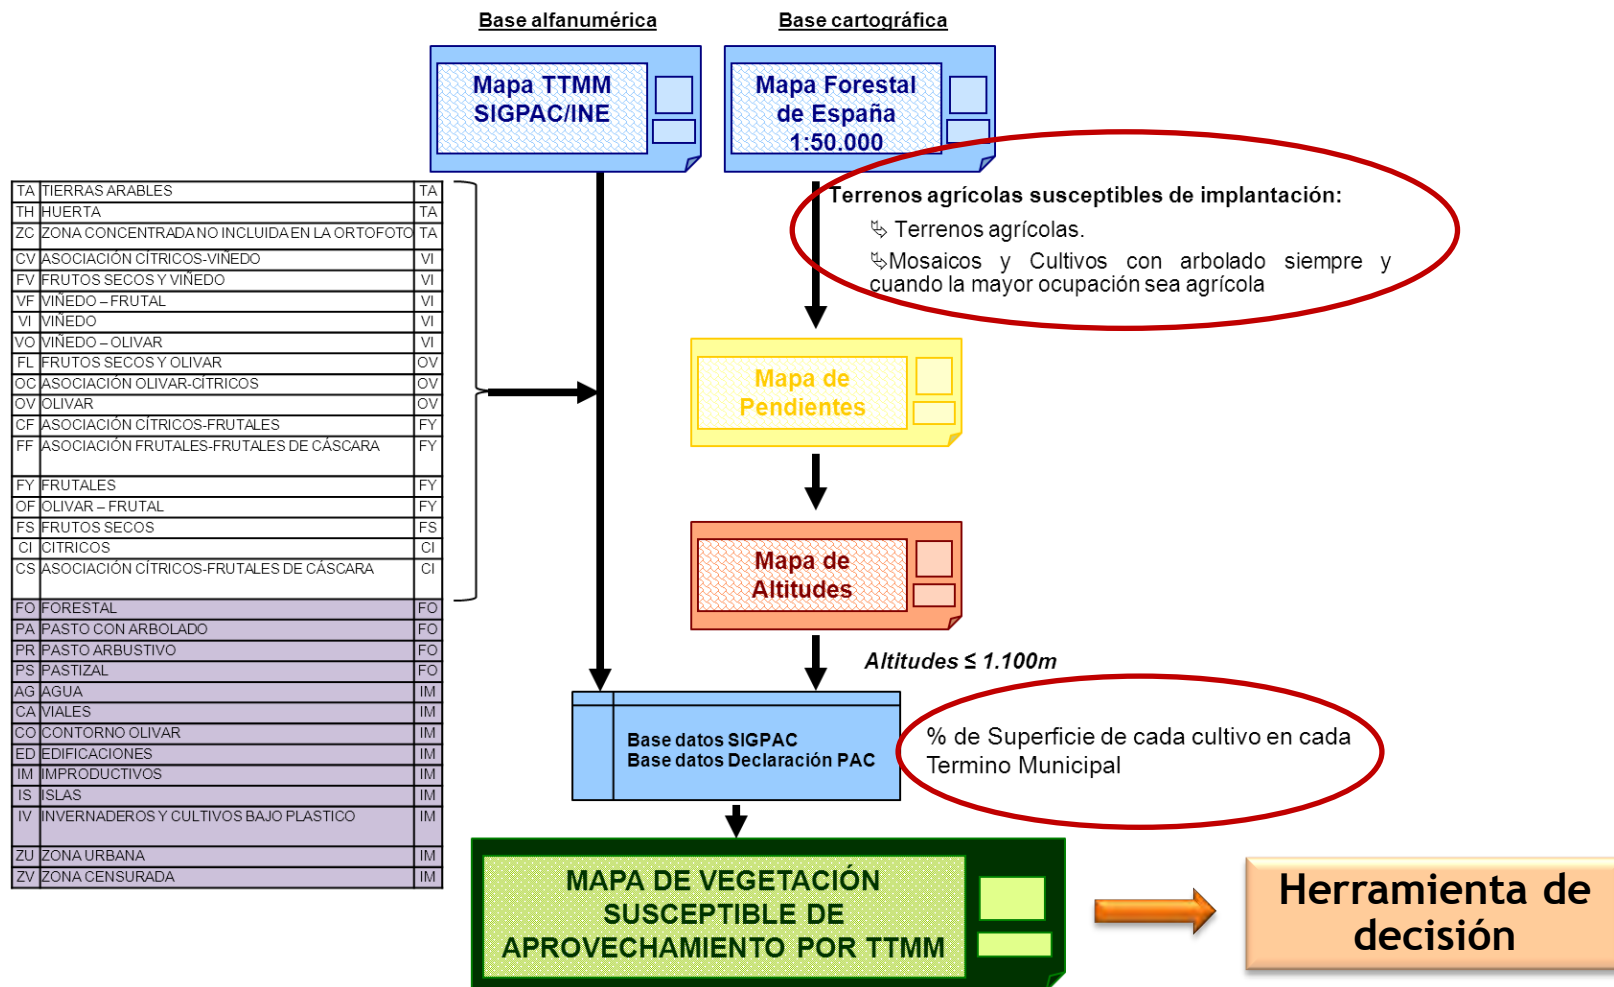 Base alfanumérica
Base cartográfica
Mapa TTMM
SIGPAC/INE
Mapa Forestal
de España
1:50.000
Terrenos agrícolas susceptibles de implantación:
Terrenos agrícolas.
Mosaicos y Cultivos con arbolado siempre y
cuando la mayor ocupación sea agrícola
TA TIERRAS ARABLES TA
TH HUERTA TA
ZC ZONA CONCENTRADA NO INCLUIDA EN LA ORTOFOTO TA
CV ASOCIACIÓN CÍTRICOS-VIÑEDO VI
FV FRUTOS SECOS Y VIÑEDO VI
VF VIÑEDO – FRUTAL VI
VI VIÑEDO VI
VO VIÑEDO – OLIVAR VI
FL FRUTOS SECOS Y OLIVAR OV
OC ASOCIACIÓN OLIVAR-CÍTRICOS OV
OV OLIVAR OV
CF ASOCIACIÓN CÍTRICOS-FRUTALES FY
FF ASOCIACIÓN FRUTALES-FRUTALES DE CÁSCARA FY
FY FRUTALES FY
OF OLIVAR – FRUTAL FY
FS FRUTOS SECOS FS
CI CITRICOS CI
CS ASOCIACIÓN CÍTRICOS-FRUTALES DE CÁSCARA CI
FO FORESTAL FO
PA PASTO CON ARBOLADO FO
PR PASTO ARBUSTIVO FO
PS PASTIZAL FO
AG AGUA IM
CA VIALES IM
CO CONTORNO OLIVAR IM
ED EDIFICACIONES IM
IM IMPRODUCTIVOS IM
IS ISLAS IM
IV INVERNADEROS Y CULTIVOS BAJO PLASTICO IM
ZU ZONA URBANA IM
ZV ZONA CENSURADA IM
Mapa de
Pendientes
Mapa de
Altitudes
Altitudes ≤ 1.100m
Base datos SIGPAC
Base datos Declaración PAC
% de Superficie de cada cultivo en cada
Termino Municipal
MAPA DE VEGETACIÓN
SUSCEPTIBLE DE
APROVECHAMIENTO POR TTMM
Herramienta de
decisión